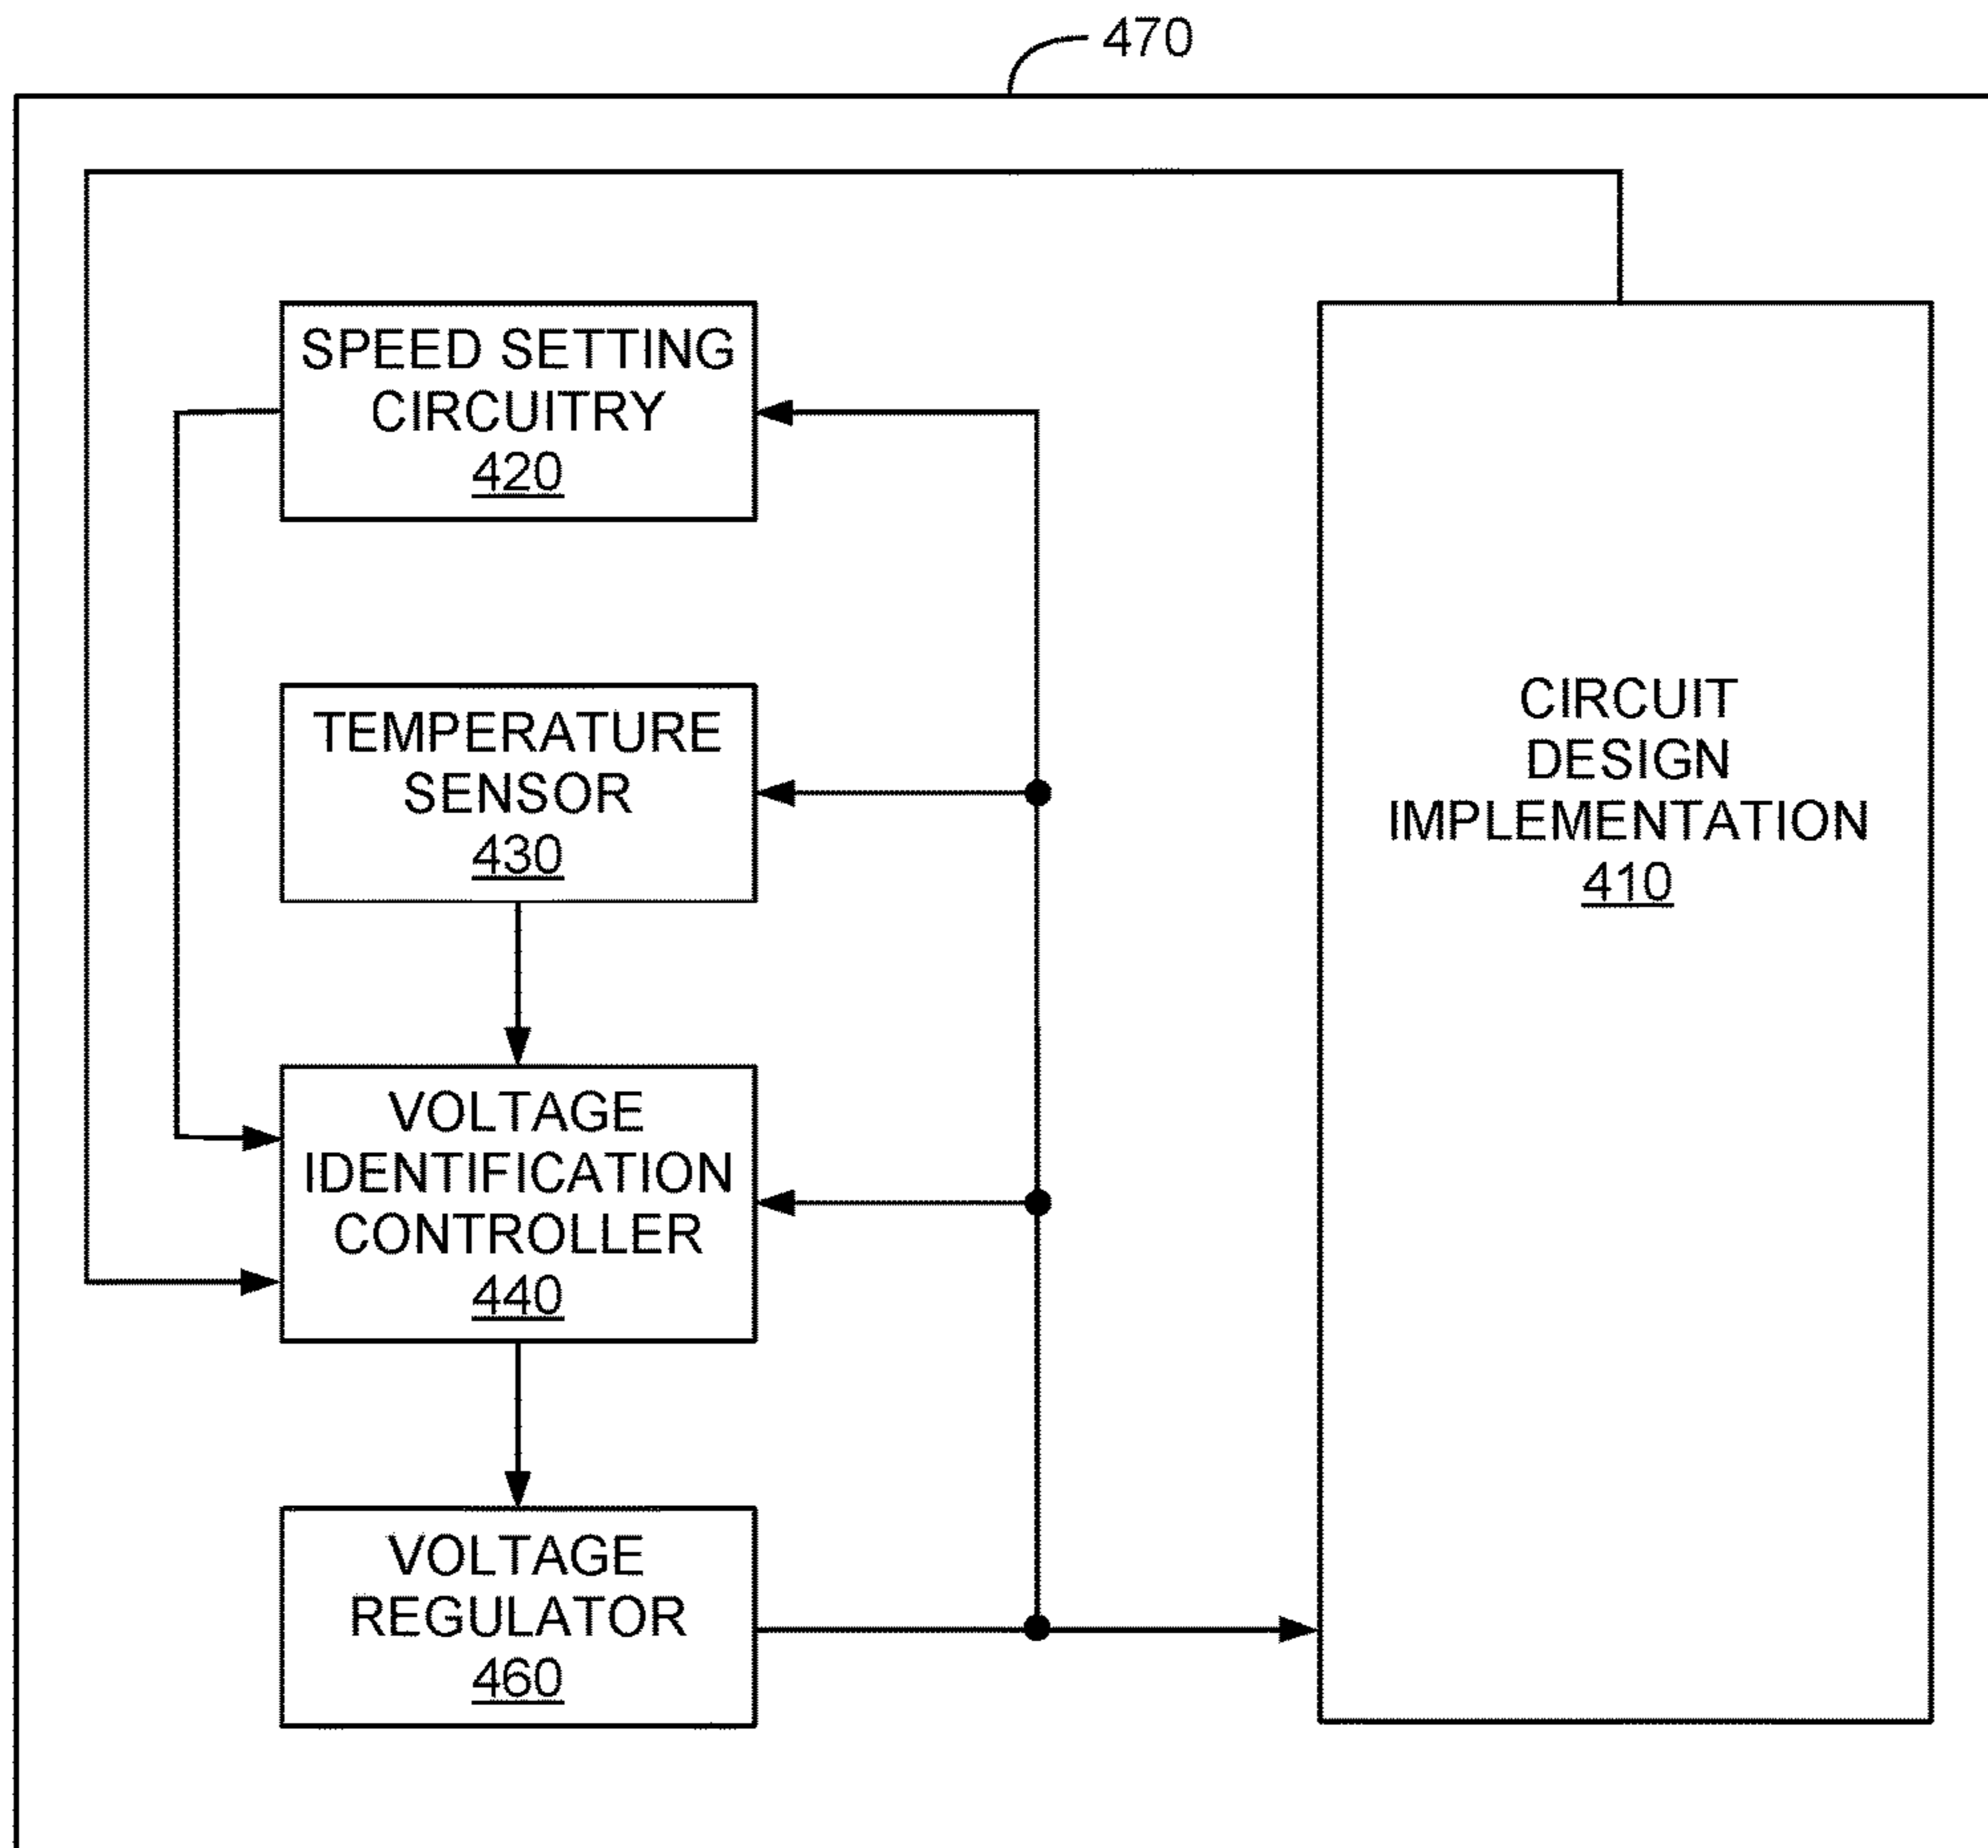 470
SPEED SETTING
CIRCUITRY
420
TEMPERATURE
SENSOR
430
VOLTAGE
IDENTIFICATION
CONTROLLER
440
VOLTAGE
REGULATOR
460
CIRCUIT
DESIGN
IMPLEMENTATION
410